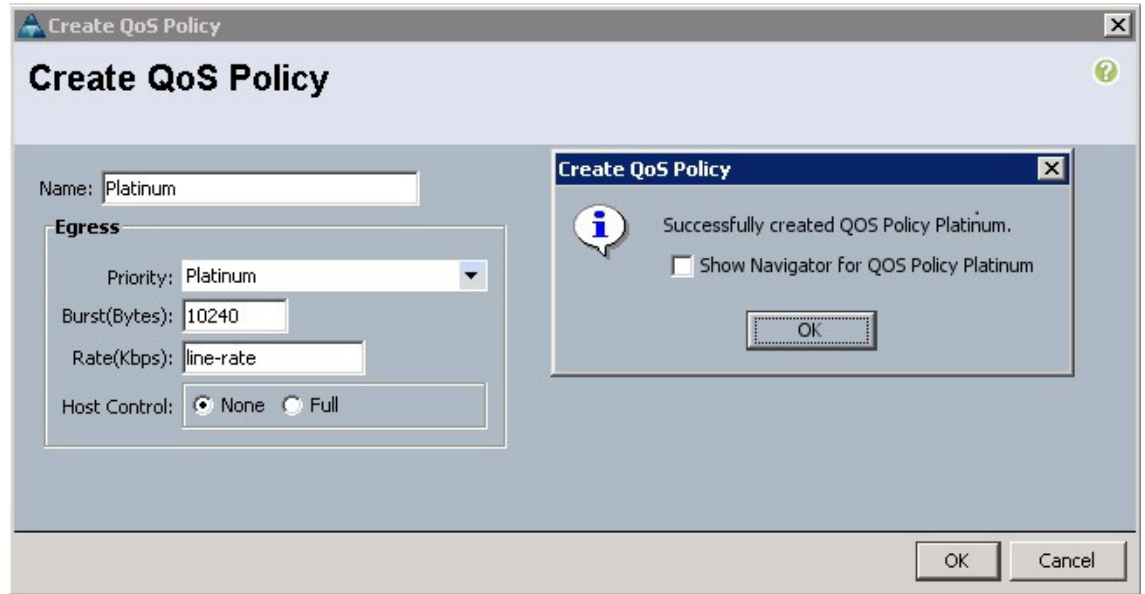 Create QoS Policy
Create QoS Policy
Name: Platinum
Egress
Priority: Platinum
Burst(Bytes): 10240
Rate(Kbps): line-rate
Host Control: None Full
Create QoS Policy
Successfully created QOS Policy Platinum.
Show Navigator for QOS Policy Platinum
OK
OK Cancel